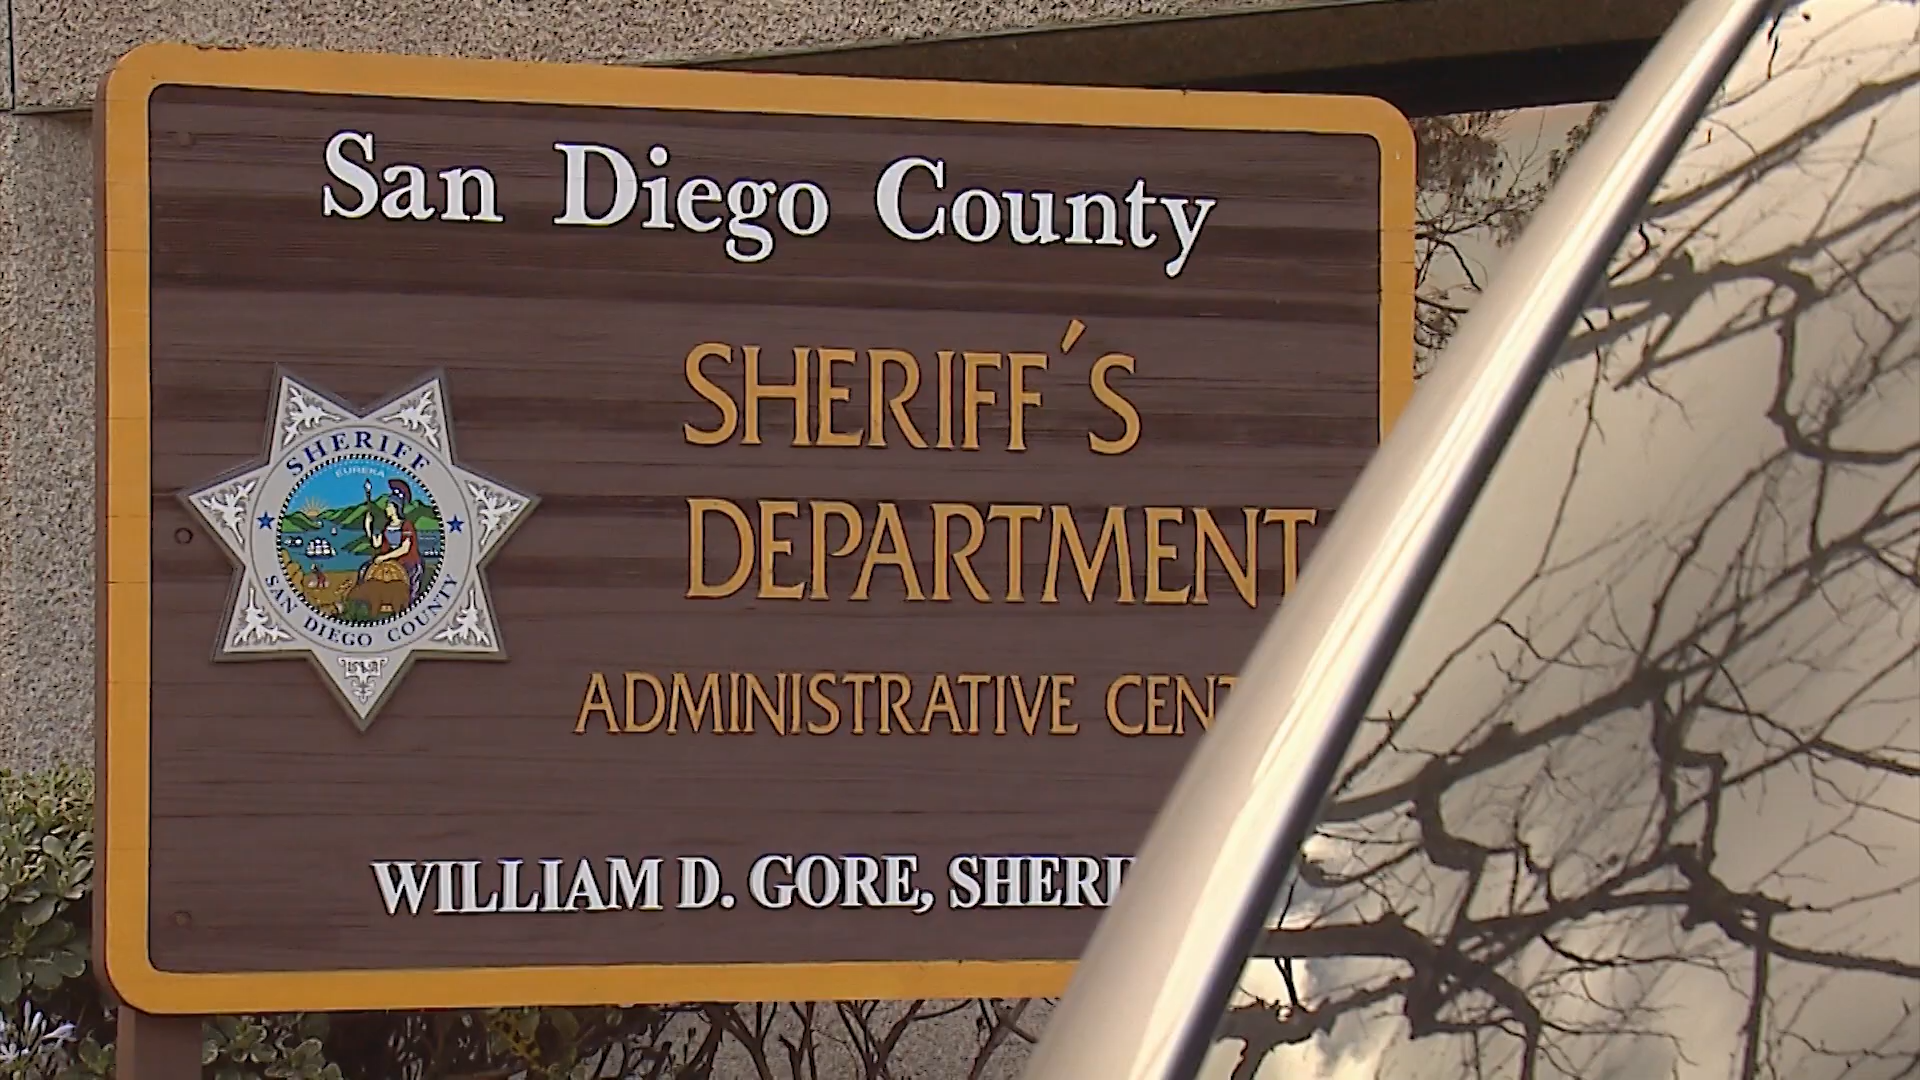 San Diego County
SHERIFF'S
DEPARTMENT
ADMINISTRATIVE CENT
WILLIAM D. GORE, SHERI
SHERIFF
EUREKA
SAN DIEGO COUNTY